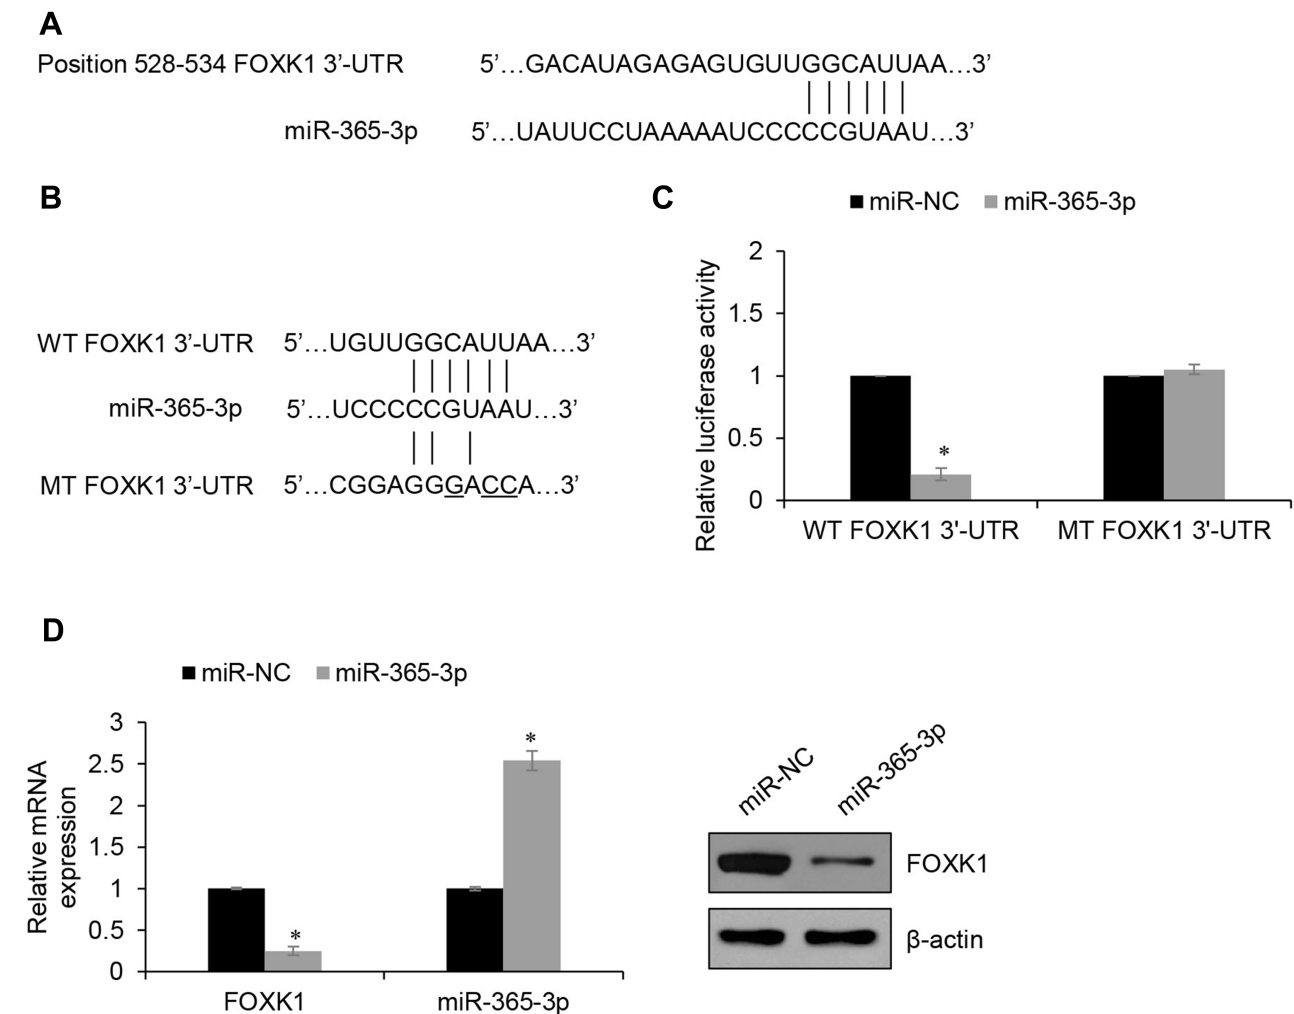 A
Position 528-534 FOXK1 3’-UTR 5’...GACAUAGAGAGUGUUGGCAUUAA...3’
miR-365-3p 5’...UAUUCCUAAAAAUCCCCCGUAAU...3’
B
WT FOXK1 3’-UTR 5’...UGUUGGCAUUAA...3’
miR-365-3p 5’...UCCCCCGUAAU...3’
MT FOXK1 3’-UTR 5’...CGGAGGGACCA...3’
C
miR-NC miR-365-3p
Relative luciferase activity
2
1.5
1
0.5
0
*
WT FOXK1 3'-UTR MT FOXK1 3'-UTR
D
miR-NC miR-365-3p
Relative mRNA
expression
3
2.5
2
1.5
1
0.5
0
*
*
FOXK1 miR-365-3p
miR-NC miR-365-3p
FOXK1
β-actin